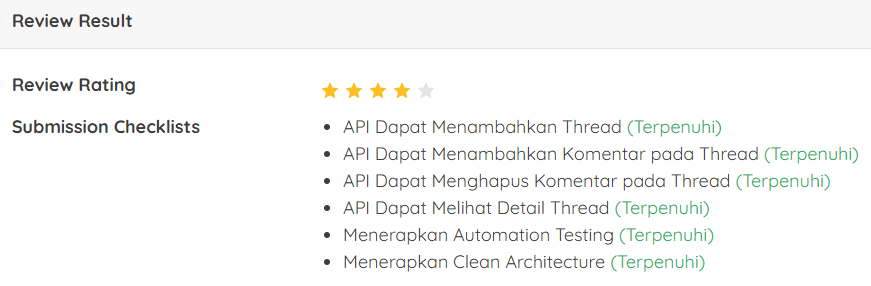 Review Result
Review Rating
Submission Checklists
API Dapat Menambahkan Thread (Terpenuhi)
API Dapat Menambahkan Komentar pada Thread (Terpenuhi)
API Dapat Menghapus Komentar pada Thread (Terpenuhi)
API Dapat Melihat Detail Thread (Terpenuhi)
Menerapkan Automation Testing (Terpenuhi)
Menerapkan Clean Architecture (Terpenuhi)